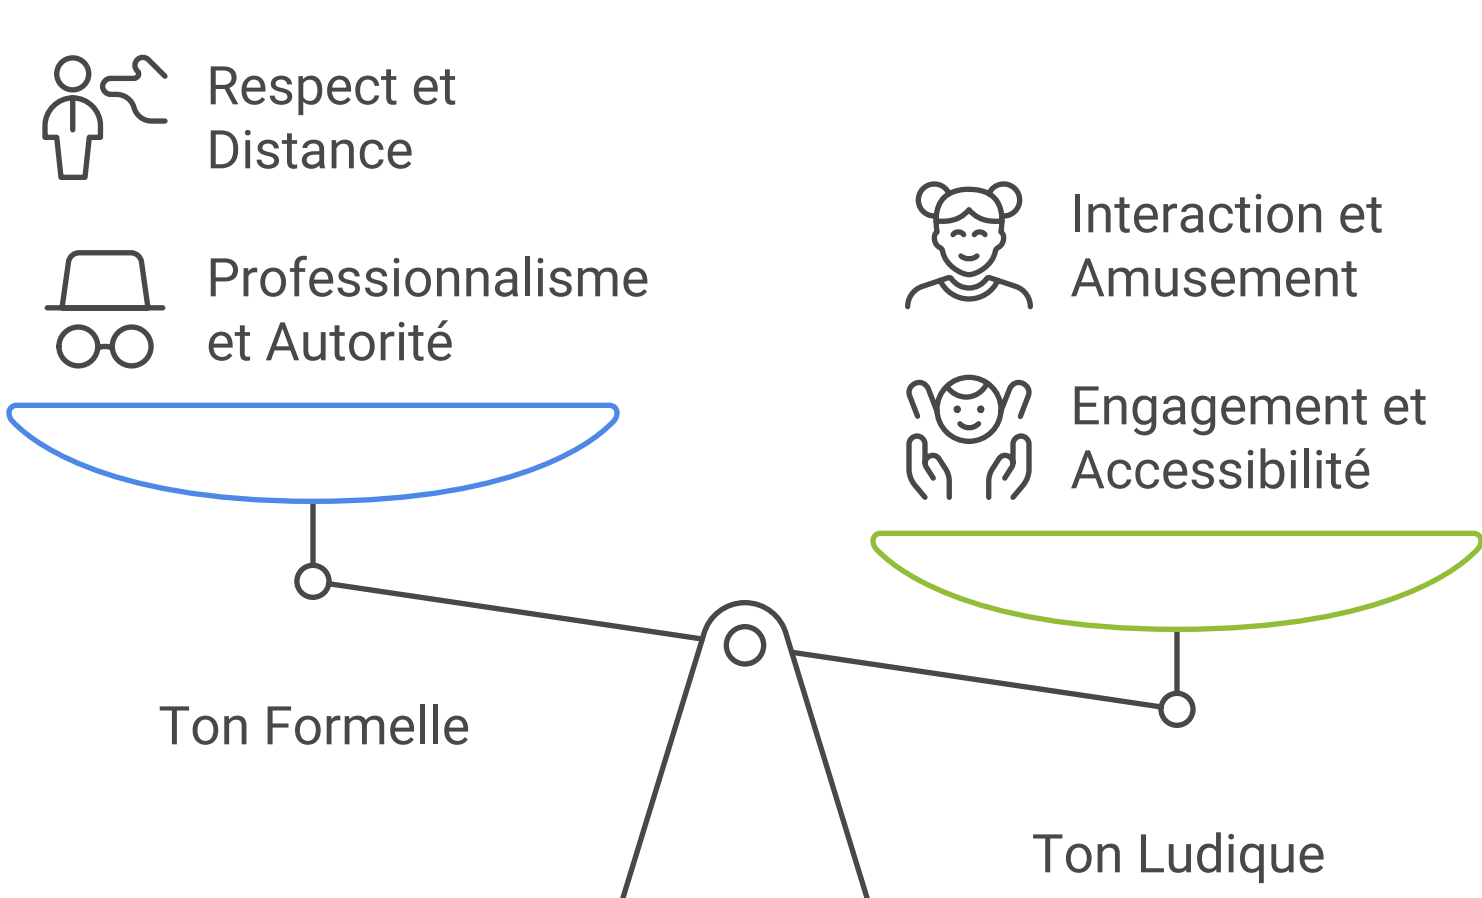 Respect et
Distance
Professionnalisme
et Autorité
Interaction et
Amusement
Engagement et
Accessibilité
Ton Formelle
Ton Ludique